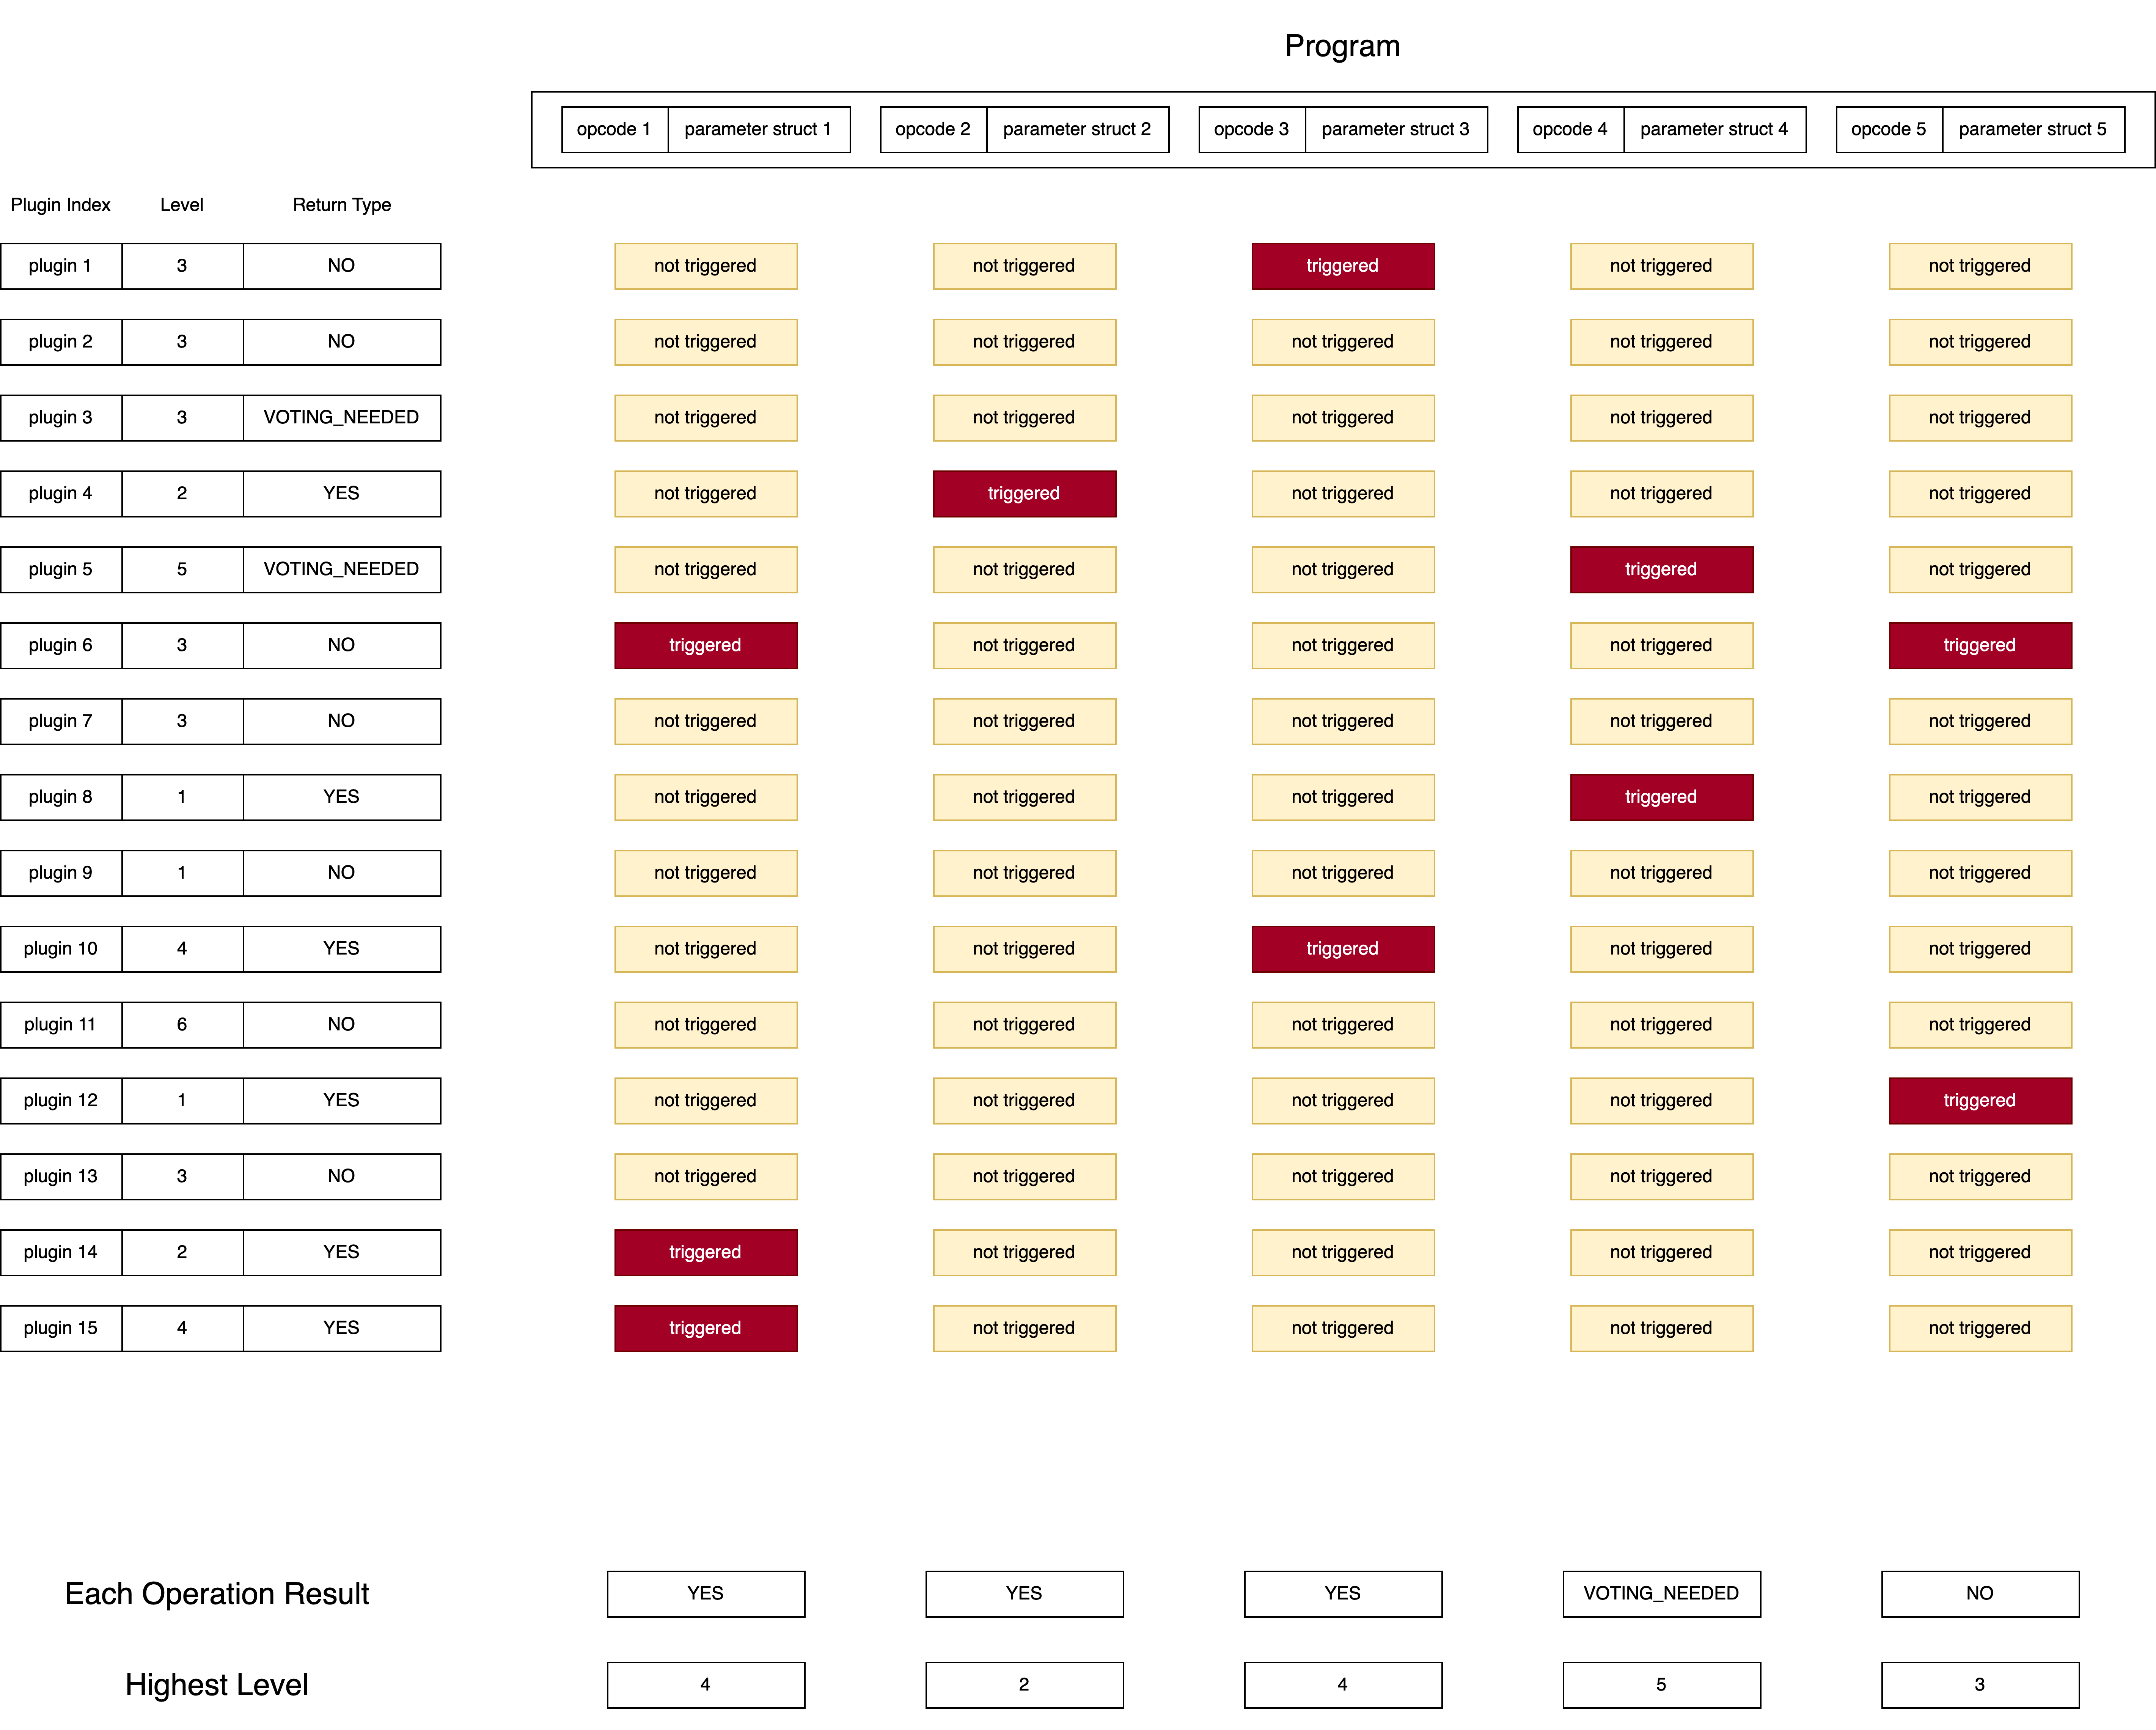 Program
opcode 1 parameter struct 1 opcode 2 parameter struct 2 opcode 3 parameter struct 3 opcode 4 parameter struct 4 opcode 5 parameter struct 5
Plugin Index Level Return Type
plugin 1 3 NO not triggered not triggered triggered not triggered not triggered
plugin 2 3 NO not triggered not triggered not triggered not triggered not triggered
plugin 3 3 VOTING_NEEDED not triggered not triggered not triggered not triggered not triggered
plugin 4 2 YES not triggered triggered not triggered not triggered not triggered
plugin 5 5 VOTING_NEEDED not triggered not triggered not triggered triggered not triggered
plugin 6 3 NO triggered not triggered not triggered not triggered triggered
plugin 7 3 NO not triggered not triggered not triggered not triggered not triggered
plugin 8 1 YES not triggered not triggered not triggered triggered not triggered
plugin 9 1 NO not triggered not triggered not triggered not triggered not triggered
plugin 10 4 YES not triggered not triggered triggered not triggered not triggered
plugin 11 6 NO not triggered not triggered not triggered not triggered not triggered
plugin 12 1 YES not triggered not triggered not triggered not triggered triggered
plugin 13 3 NO not triggered not triggered not triggered not triggered not triggered
plugin 14 2 YES triggered not triggered not triggered not triggered not triggered
plugin 15 4 YES triggered not triggered not triggered not triggered not triggered
Each Operation Result YES YES YES VOTING_NEEDED NO
Highest Level 4 2 4 5 3